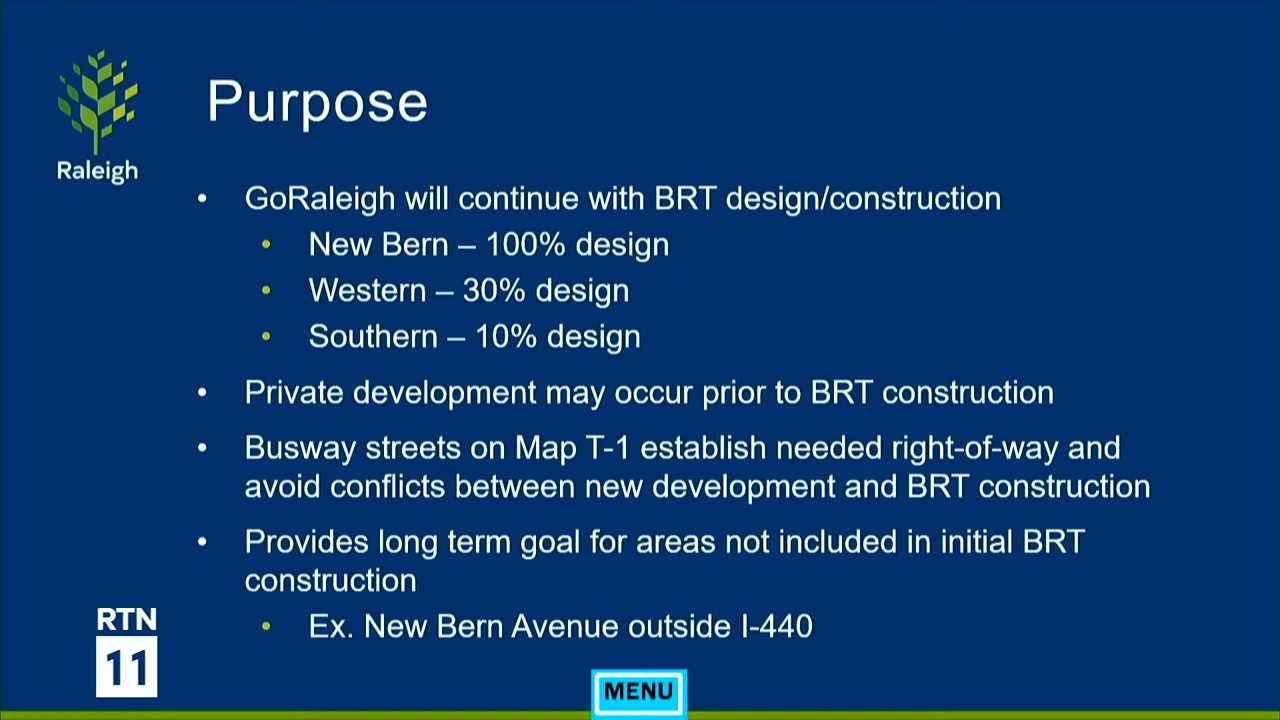 Purpose
Raleigh
• GoRaleigh will continue with BRT design/construction
• New Bern – 100% design
• Western – 30% design
• Southern – 10% design
• Private development may occur prior to BRT construction
• Busway streets on Map T-1 establish needed right-of-way and
avoid conflicts between new development and BRT construction
• Provides long term goal for areas not included in initial BRT
construction
• Ex. New Bern Avenue outside I-440
RTN
11
MENU